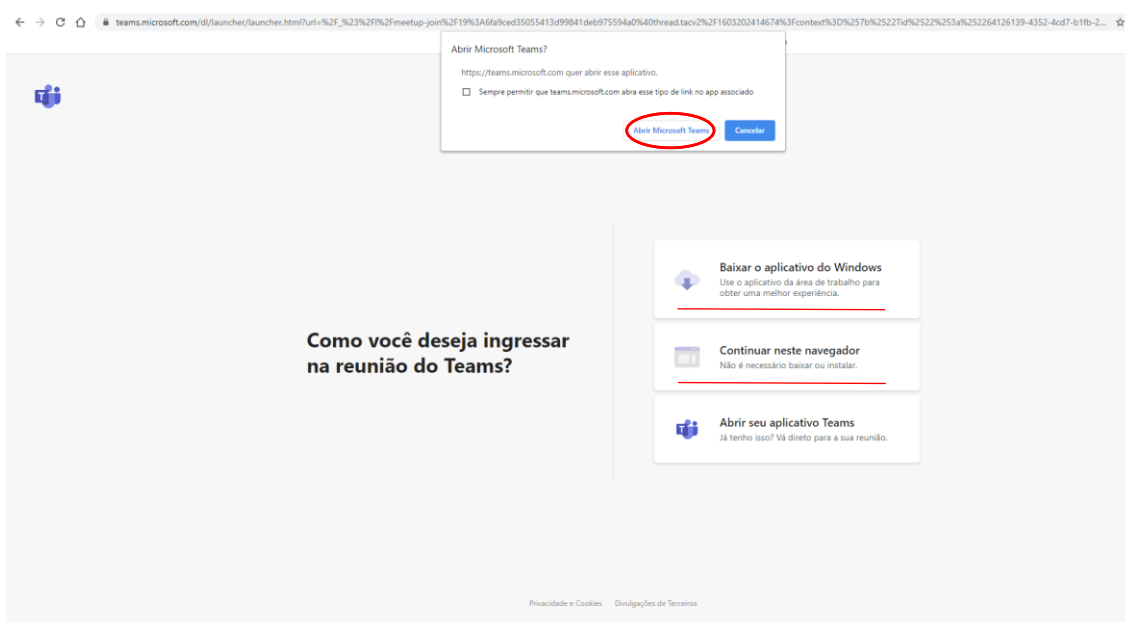 teams.microsoft.com/dl/launcher/launcher.html?url=%2F_%23%2Fl%2Fmeetup-join%2F19%3A6fa9ced35055413d99841deb975594a0%40thread.tacv2%2F1603202414674%3Fcontext%3D%257b%2522Tid%2522%253a%252264126139-4352-4cd7-b1fb-2...
Abrir Microsoft Teams?
https://teams.microsoft.com quer abrir esse aplicativo.
Sempre permitir que teams.microsoft.com abra esse tipo de link no app associado
Abrir Microsoft Teams
Cancelar
Baixar o aplicativo do Windows
Use o aplicativo da área de trabalho para
obter uma melhor experiência.
Como você deseja ingressar
na reunião do Teams?
Continuar neste navegador
Não é necessário baixar ou instalar.
Abrir seu aplicativo Teams
Já tenho isso? Vá direto para a sua reunião.
Privacidade e Cookies
Divulgações de Terceiros